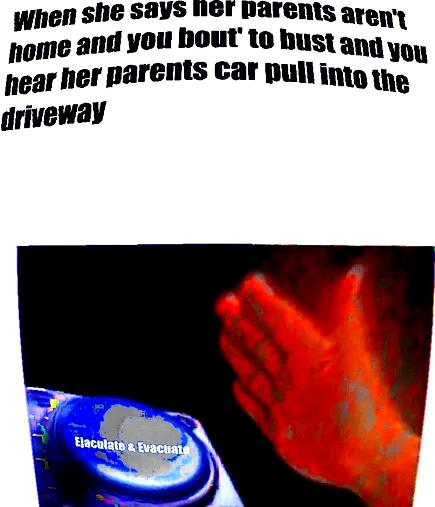 When she says her parents aren't
home and you bout' to bust and you
hear her parents car pull into the
driveway
Ejaculate & Evacuate